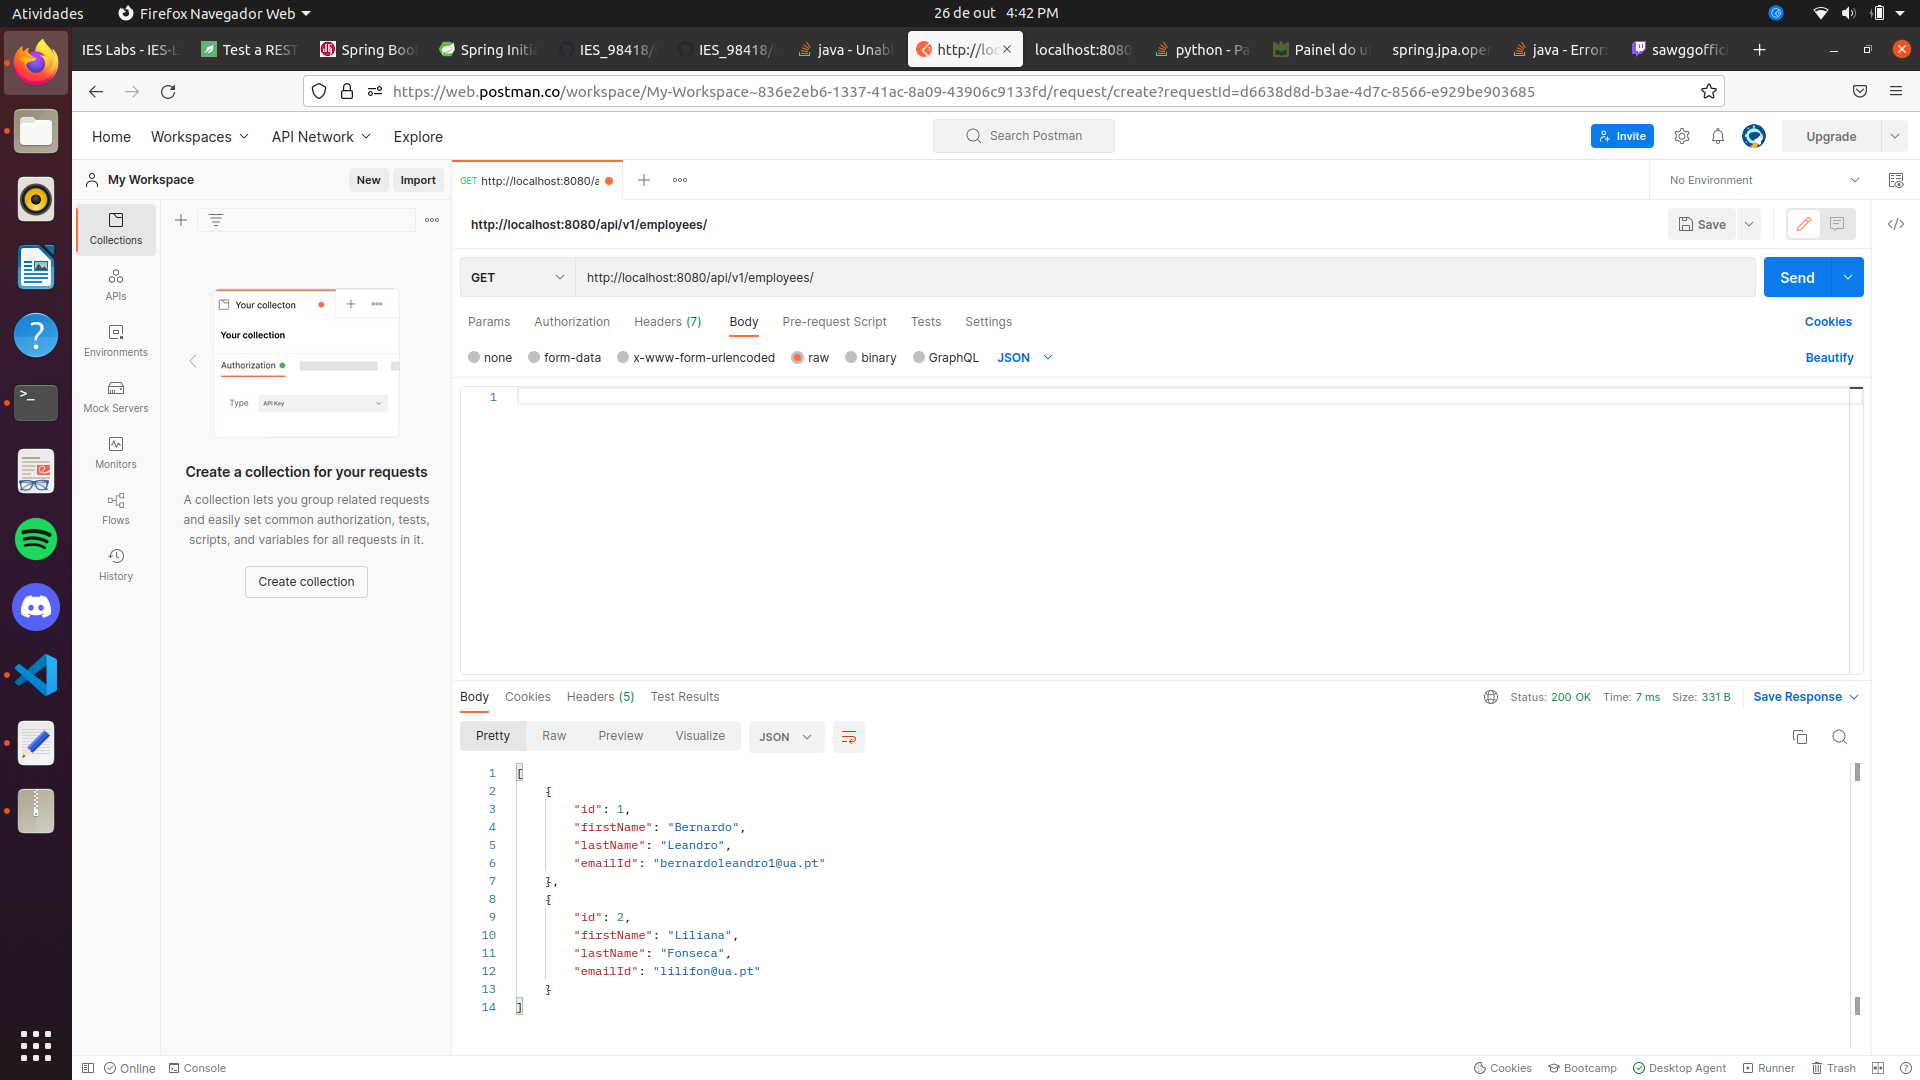 Atividades
Firefox Navegador Web
26 de out 4:42 PM
IES Labs - IES-L
Test a REST
Spring Boo
Spring Initia
IES_98418/
IES_98418/
java - Unabl
http://loc
localhost:8080
python - Pa
Painel do u
spring.jpa.ope
java - Error:
sawggoffici
https://web.postman.co/workspace/My-Workspace~836e2eb6-1337-41ac-8a09-43906c9133fd/request/create?requestId=d6638d8d-b3ae-4d7c-8566-e929be903685
Home
Workspaces
API Network
Explore
Search Postman
Invite
Upgrade
My Workspace
New
Import
GET http://localhost:8080/a
No Environment
Collections
APIs
Environments
Mock Servers
Monitors
Flows
History
Your collecton
Your collection
Authorization
Type API Key
Create a collection for your requests
A collection lets you group related requests
and easily set common authorization, tests,
scripts, and variables for all requests in it.
Create collection
http://localhost:8080/api/v1/employees/
Save
GET
http://localhost:8080/api/v1/employees/
Send
Params
Authorization
Headers (7)
Body
Pre-request Script
Tests
Settings
Cookies
none
form-data
x-www-form-urlencoded
raw
binary
GraphQL
JSON
Beautify
1
Body
Cookies
Headers (5)
Test Results
Status: 200 OK
Time: 7 ms
Size: 331 B
Save Response
Pretty
Raw
Preview
Visualize
JSON
1 [
2 {
3 "id": 1,
4 "firstName": "Bernardo",
5 "lastName": "Leandro",
6 "emailId": "bernardoleandro1@ua.pt"
7 },
8 {
9 "id": 2,
10 "firstName": "Liliana",
11 "lastName": "Fonseca",
12 "emailId": "lilifon@ua.pt"
13 }
14 ]
Online
Console
Cookies
Bootcamp
Desktop Agent
Runner
Trash